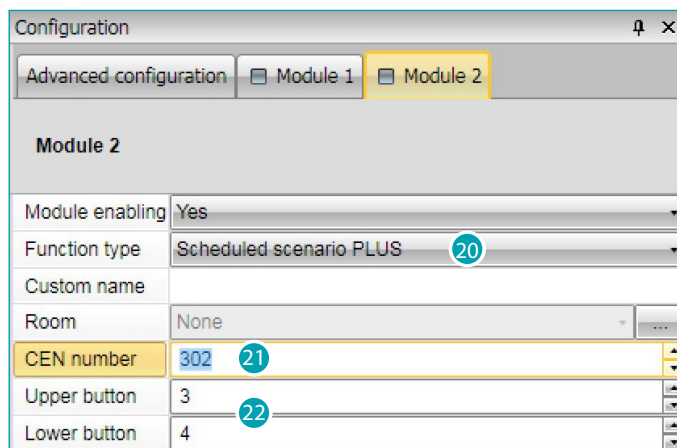 Configuration
Advanced configuration Module 1 Module 2
Module 2
Module enabling Yes
Function type Scheduled scenario PLUS 20
Custom name
Room None ...
CEN number 302 21
Upper button 3
22
Lower button 4